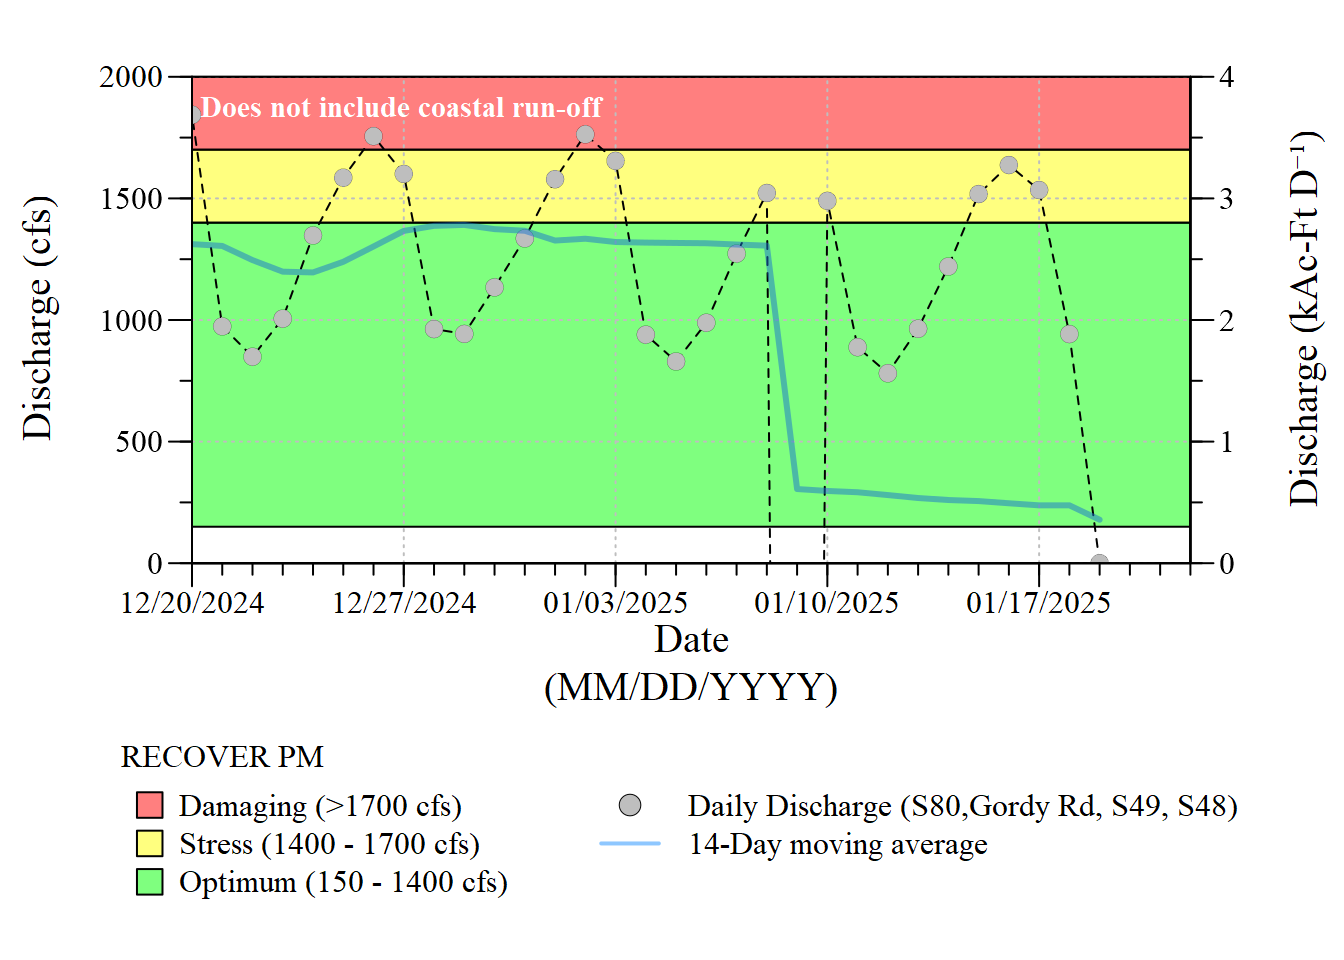 Does not include coastal run-off
2000
1500
1000
500
0
Discharge (cfs)
4
3
2
1
0
Discharge (kAc-Ft D⁻¹)
12/20/2024 12/27/2024 01/03/2025 01/10/2025 01/17/2025
Date
(MM/DD/YYYY)
RECOVER PM
Damaging (>1700 cfs)
Stress (1400 - 1700 cfs)
Optimum (150 - 1400 cfs)
Daily Discharge (S80,Gordy Rd, S49, S48)
14-Day moving average